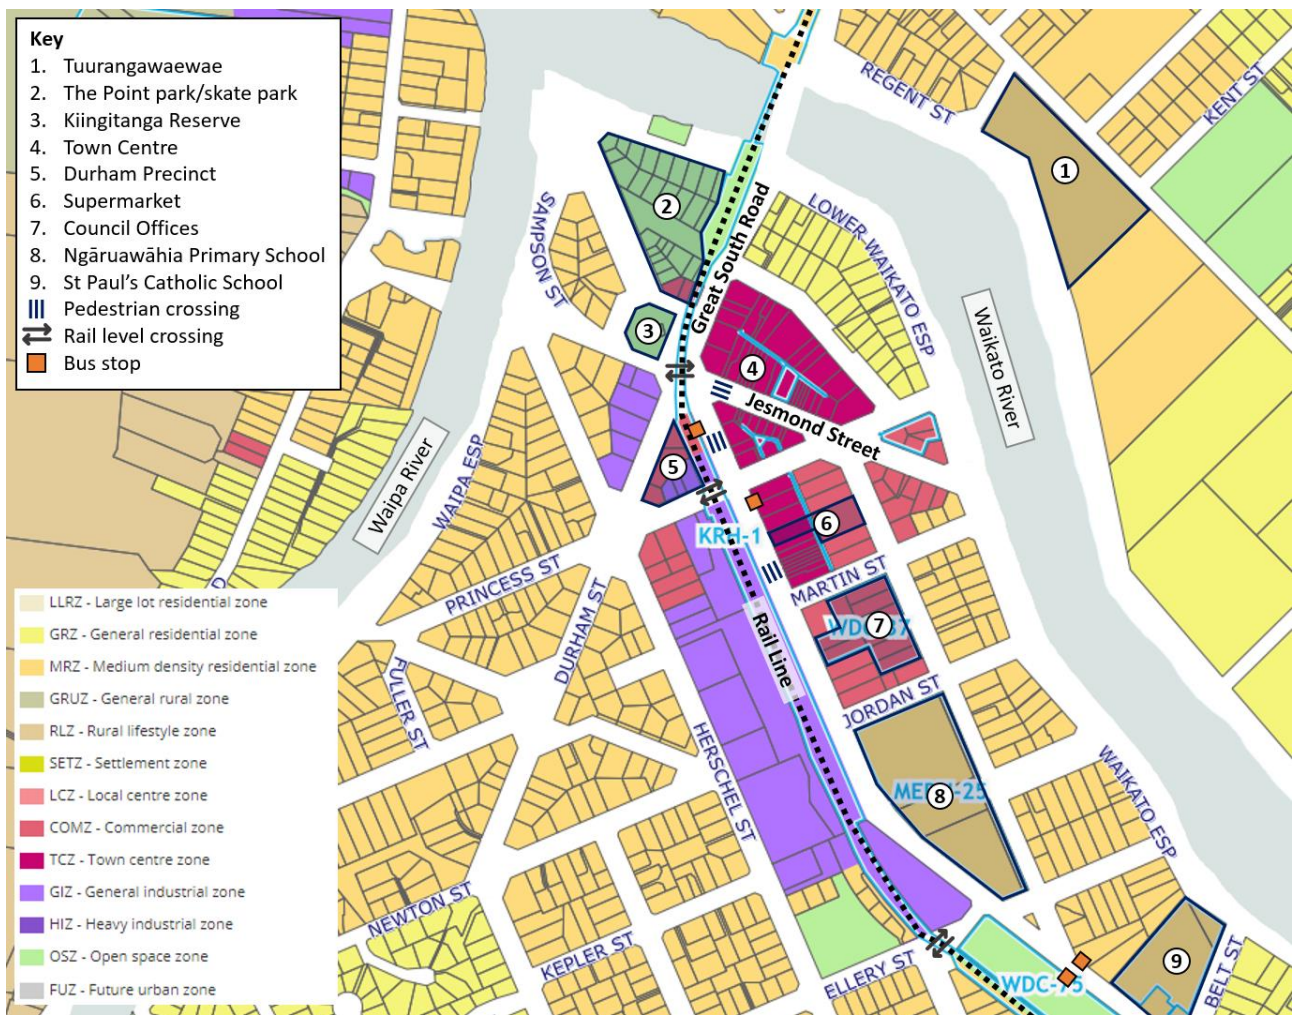 Key
1. Tuurangawaewae
2. The Point park/skate park
3. Kiingitanga Reserve
4. Town Centre
5. Durham Precinct
6. Supermarket
7. Council Offices
8. Ngāruawāhia Primary School
9. St Paul's Catholic School
Pedestrian crossing
Rail level crossing
Bus stop
REGENT ST
KENT ST
1
2
SAMPSON ST
Great South Road
LOWER WAIKATO ESP
3
Waikato River
4
Jesmond Street
WAIPA ESP
Waipa River
5
6
KRH-1
D
PRINCESS ST
MARTIN ST
DURHAM ST
7
Rail Line
FULLER ST
JORDAN ST
HERSCHEL ST
8
WAIKATO ESP
NEWTON ST
KEPLER ST
ELLERY ST
WDC-75
9
BELT ST
LLRZ - Large lot residential zone
GRZ - General residential zone
MRZ - Medium density residential zone
GRUZ - General rural zone
RLZ - Rural lifestyle zone
SETZ - Settlement zone
LCZ - Local centre zone
COMZ - Commercial zone
TCZ - Town centre zone
GIZ - General industrial zone
HIZ - Heavy industrial zone
OSZ - Open space zone
FUZ - Future urban zone